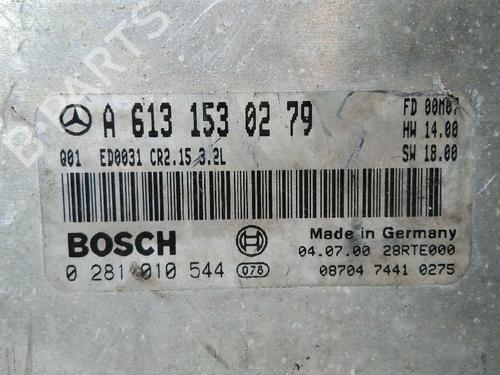 A 613 153 02 79
FD 00M07
HW 14.00
Q01 ED0031 CR2.15 3.2L
SW 18.00
BOSCH
Made in Germany
04.07.00 28RTE000
0 281 010 544 078
08704 7441 0275
B-PARTS